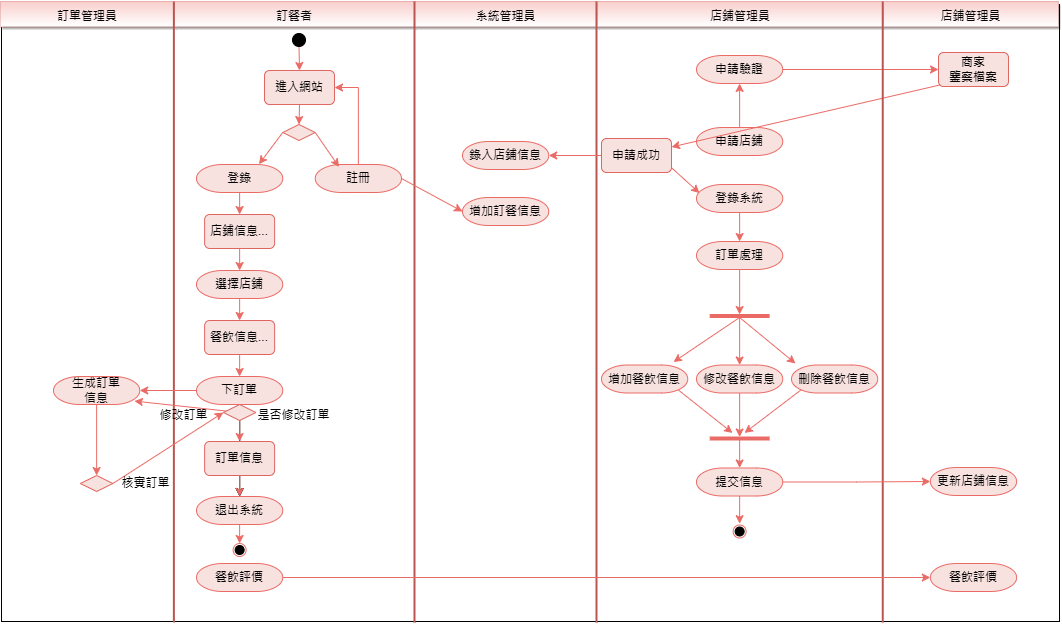 訂單管理員
訂餐者
系統管理員
店鋪管理員
店鋪管理員
進入網站
申請驗證
商家
鑒案檔案
申請店鋪
錄入店鋪信息
申請成功
登錄
註冊
登錄系統
增加訂餐信息
店鋪信息...
訂單處理
選擇店鋪
餐飲信息...
增加餐飲信息
修改餐飲信息
刪除餐飲信息
生成訂單
信息
下訂單
修改訂單
是否修改訂單
訂單信息
核實訂單
提交信息
更新店鋪信息
退出系統
餐飲評價
餐飲評價